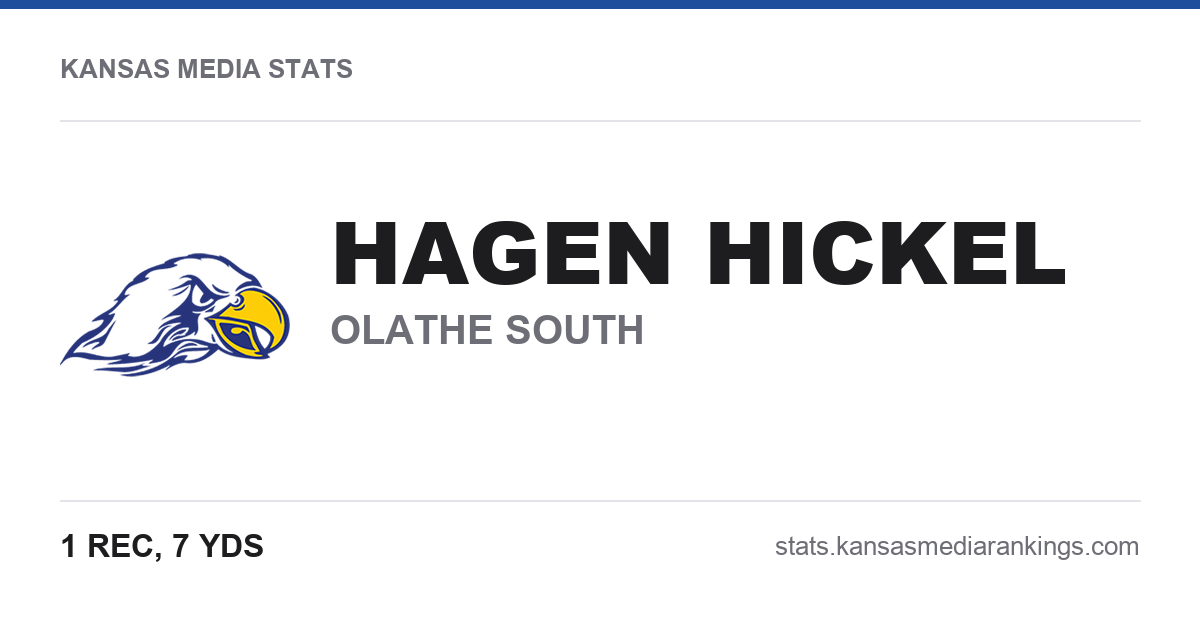 KANSAS MEDIA STATS
HAGEN HICKEL
OLATHE SOUTH
1 REC, 7 YDS
stats.kansasmediarankings.com